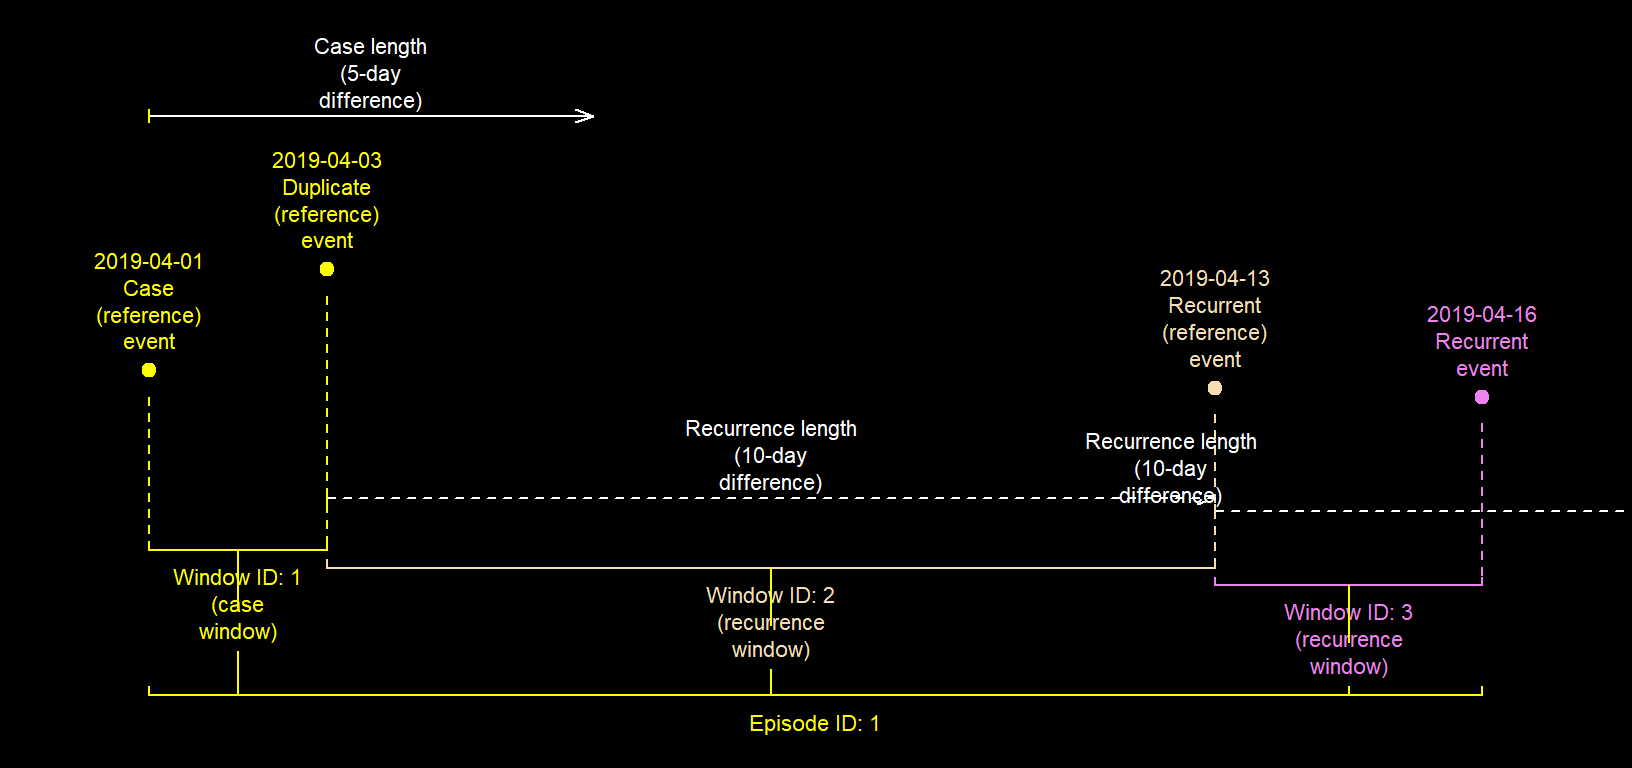 Case length
(5-day
difference)
2019-04-03
Duplicate
(reference)
event
2019-04-01
Case
(reference)
event
2019-04-13
Recurrent
(reference)
event
2019-04-16
Recurrent
event
Recurrence length
(10-day
difference)
Recurrence length
(10-day
difference)
Window ID: 1
(case
window)
Window ID: 2
(recurrence
window)
Window ID: 3
(recurrence
window)
Episode ID: 1